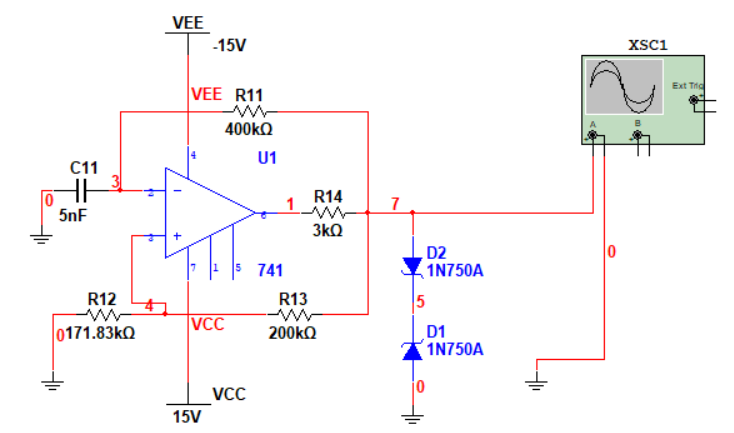 VEE
-15V
XSC1
Ext Trig
+
A
B
+
+
VEE
R11
400kΩ
U1
C11
3
2
4
0
5nF
6
1
R14
3kΩ
7
3
7
1
5
741
D2
1N750A
0
5
R12
4
R13
0
171.83kΩ
VCC
200kΩ
D1
1N750A
0
VCC
15V